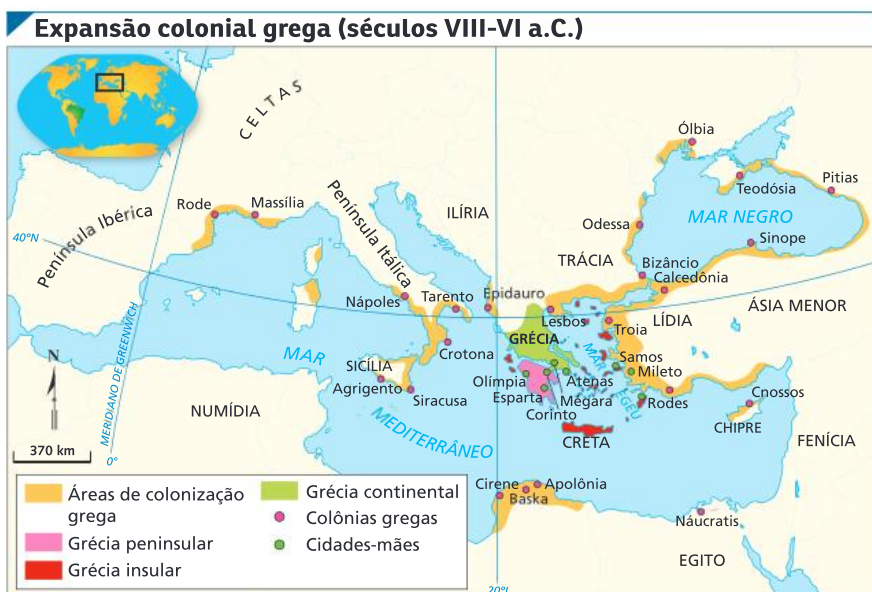 Expansão colonial grega (séculos VIII-VI a.C.)
CELTAS
Ólbia
Teodósia
Pitias
Península Ibérica
Rode
Massília
Península Itálica
ILÍRIA
MAR NEGRO
Odessa
Sinope
40°N
TRÁCIA
Bizâncio
Calcedônia
Nápoles
Tarento
Epidauro
ÁSIA MENOR
Lesbos
LÍDIA
Troia
GRÉCIA
MERIDIANO DE GREENWICH
MAR
Crotona
MAR EGEU
Samos
Mileto
N
SICÍLIA
Agrigento
Siracusa
Olímpia
Atenas
Esparta
Mégara
Corinto
Rodes
Cnossos
NUMÍDIA
MEDITERRÂNEO
CRETA
CHIPRE
FENÍCIA
370 km
0°
Cirene
Apolônia
Baska
Náucratis
EGITO
20°L
Áreas de colonização
grega
Grécia peninsular
Grécia insular
Grécia continental
Colônias gregas
Cidades-mães